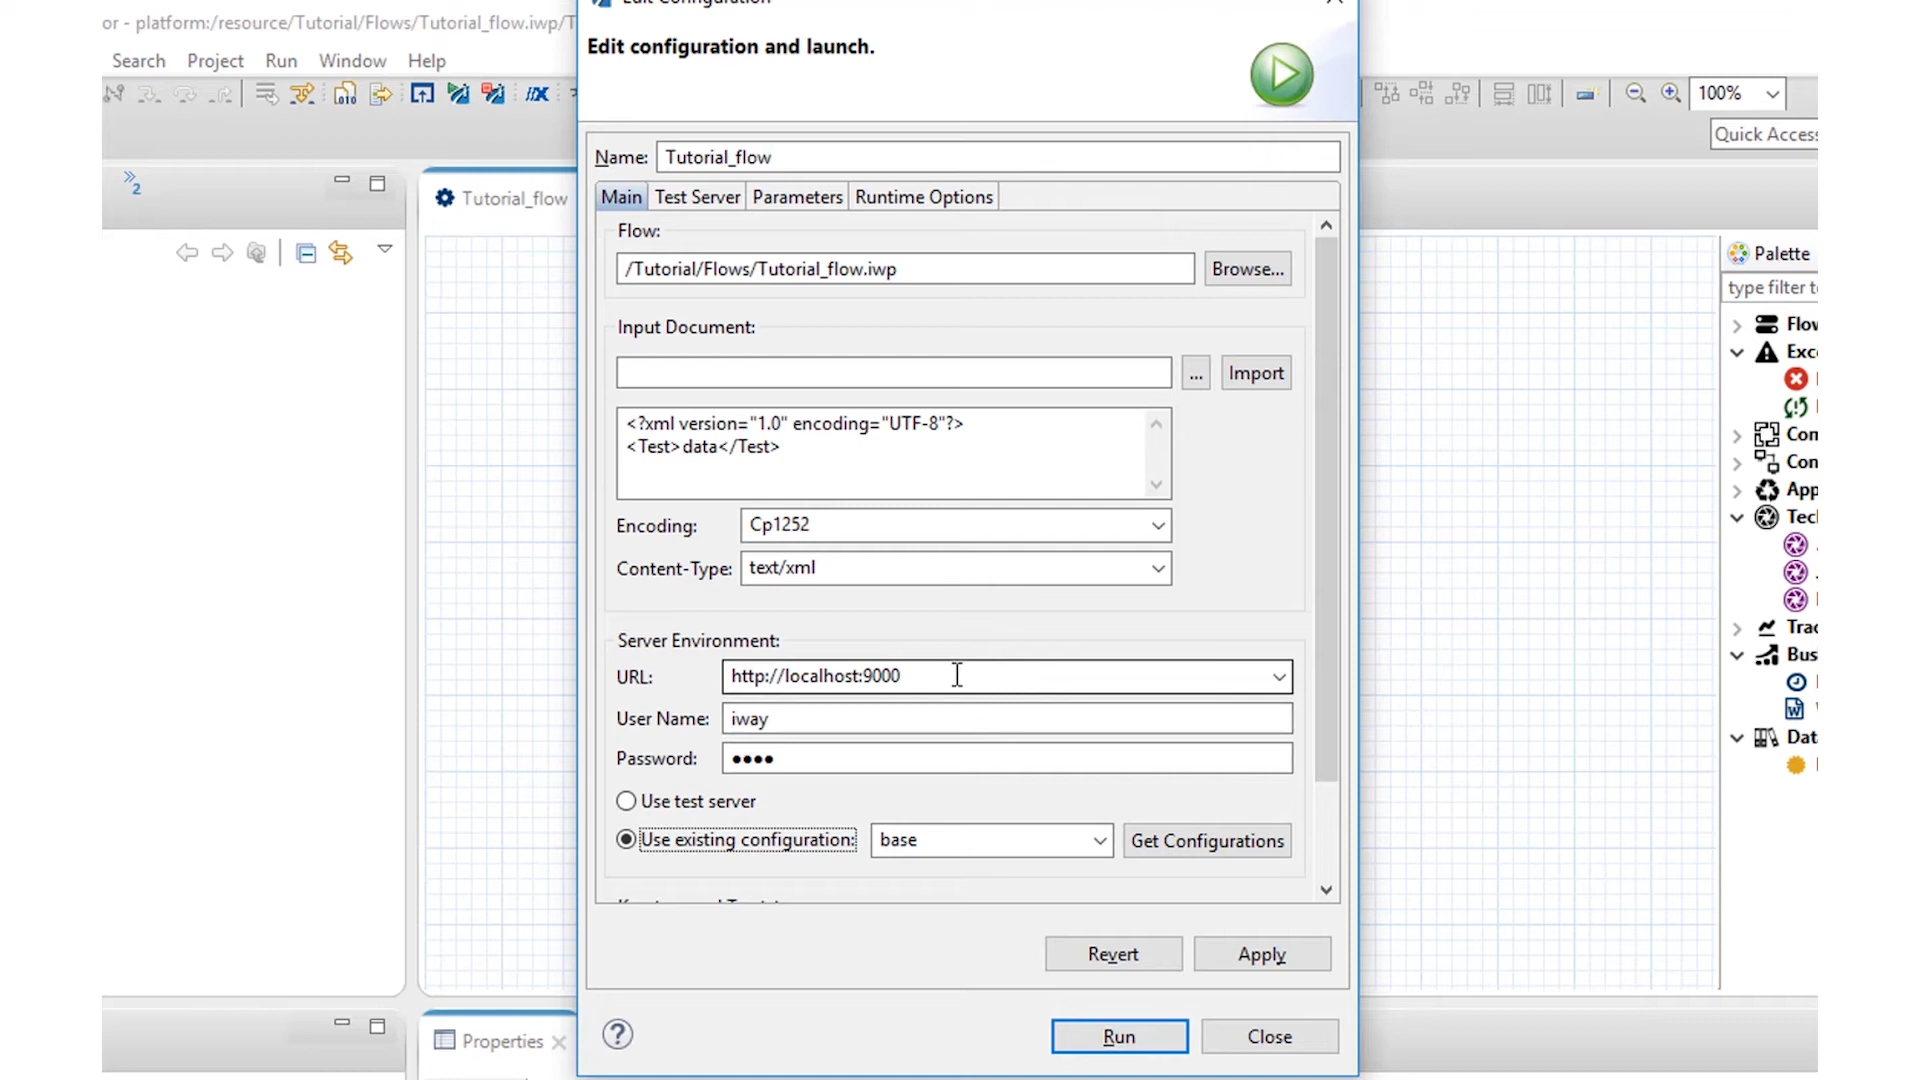 Edit Configuration
or - platform:/resource/Tutorial/Flows/Tutorial_flow.iwp/T
Edit configuration and launch.
Search Project Run Window Help
100%
Quick Access
Name: Tutorial_flow
2
Tutorial_flow
Main Test Server Parameters Runtime Options
Flow:
/Tutorial/Flows/Tutorial_flow.iwp Browse...
Palette
type filter t
Input Document:
Flov
Exc
... Import
<?xml version="1.0" encoding="UTF-8"?>
<Test>data</Test>
Con
Con
App
Encoding: Cp1252
Tec
Content-Type: text/xml
Server Environment:
Trac
Bus
URL: http://localhost:9000
User Name: iway
Dat
Password: ••••
Use test server
Use existing configuration: base Get Configurations
Revert Apply
Run Close
Properties